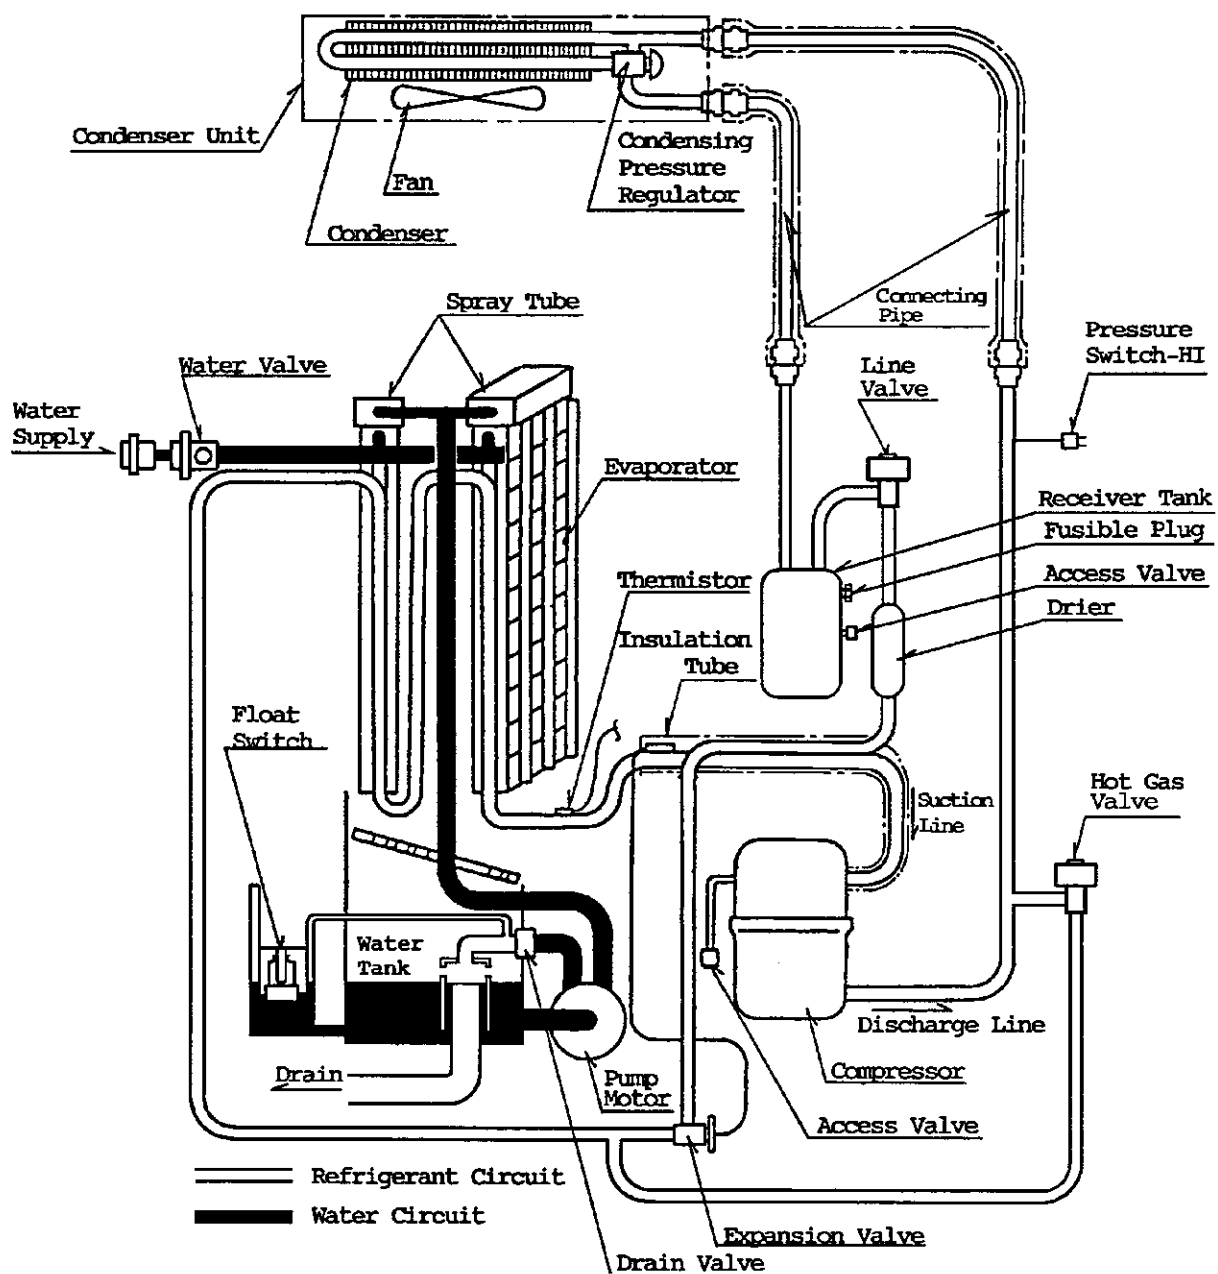 Condenser Unit
Fan
Condenser
Condensing
Pressure
Regulator
Connecting
Pipe
Spray Tube
Water Valve
Water
Supply
Evaporator
Line
Valve
Pressure
Switch-HI
Receiver Tank
Fusible Plug
Access Valve
Drier
Thermistor
Insulation
Tube
Float
Switch
Suction
Line
Hot Gas
Valve
Water
Tank
Drain
Pump
Motor
Discharge Line
Compressor
Access Valve
Refrigerant Circuit
Water Circuit
Expansion Valve
Drain Valve